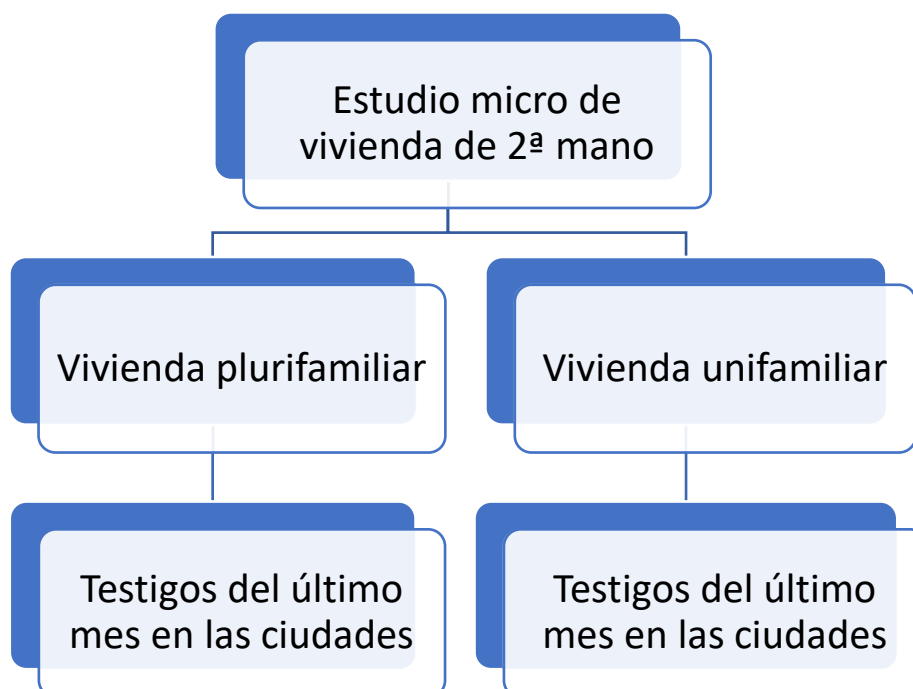 Estudio micro de
vivienda de 2ª mano
Vivienda plurifamiliar
Vivienda unifamiliar
Testigos del último
mes en las ciudades
Testigos del último
mes en las ciudades